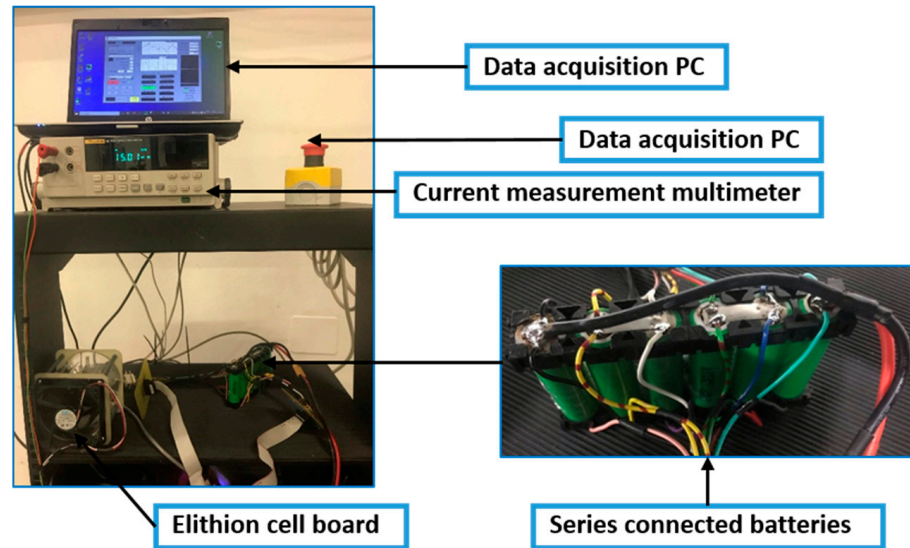 Data acquisition PC
Data acquisition PC
Current measurement multimeter
Elithion cell board
Series connected batteries